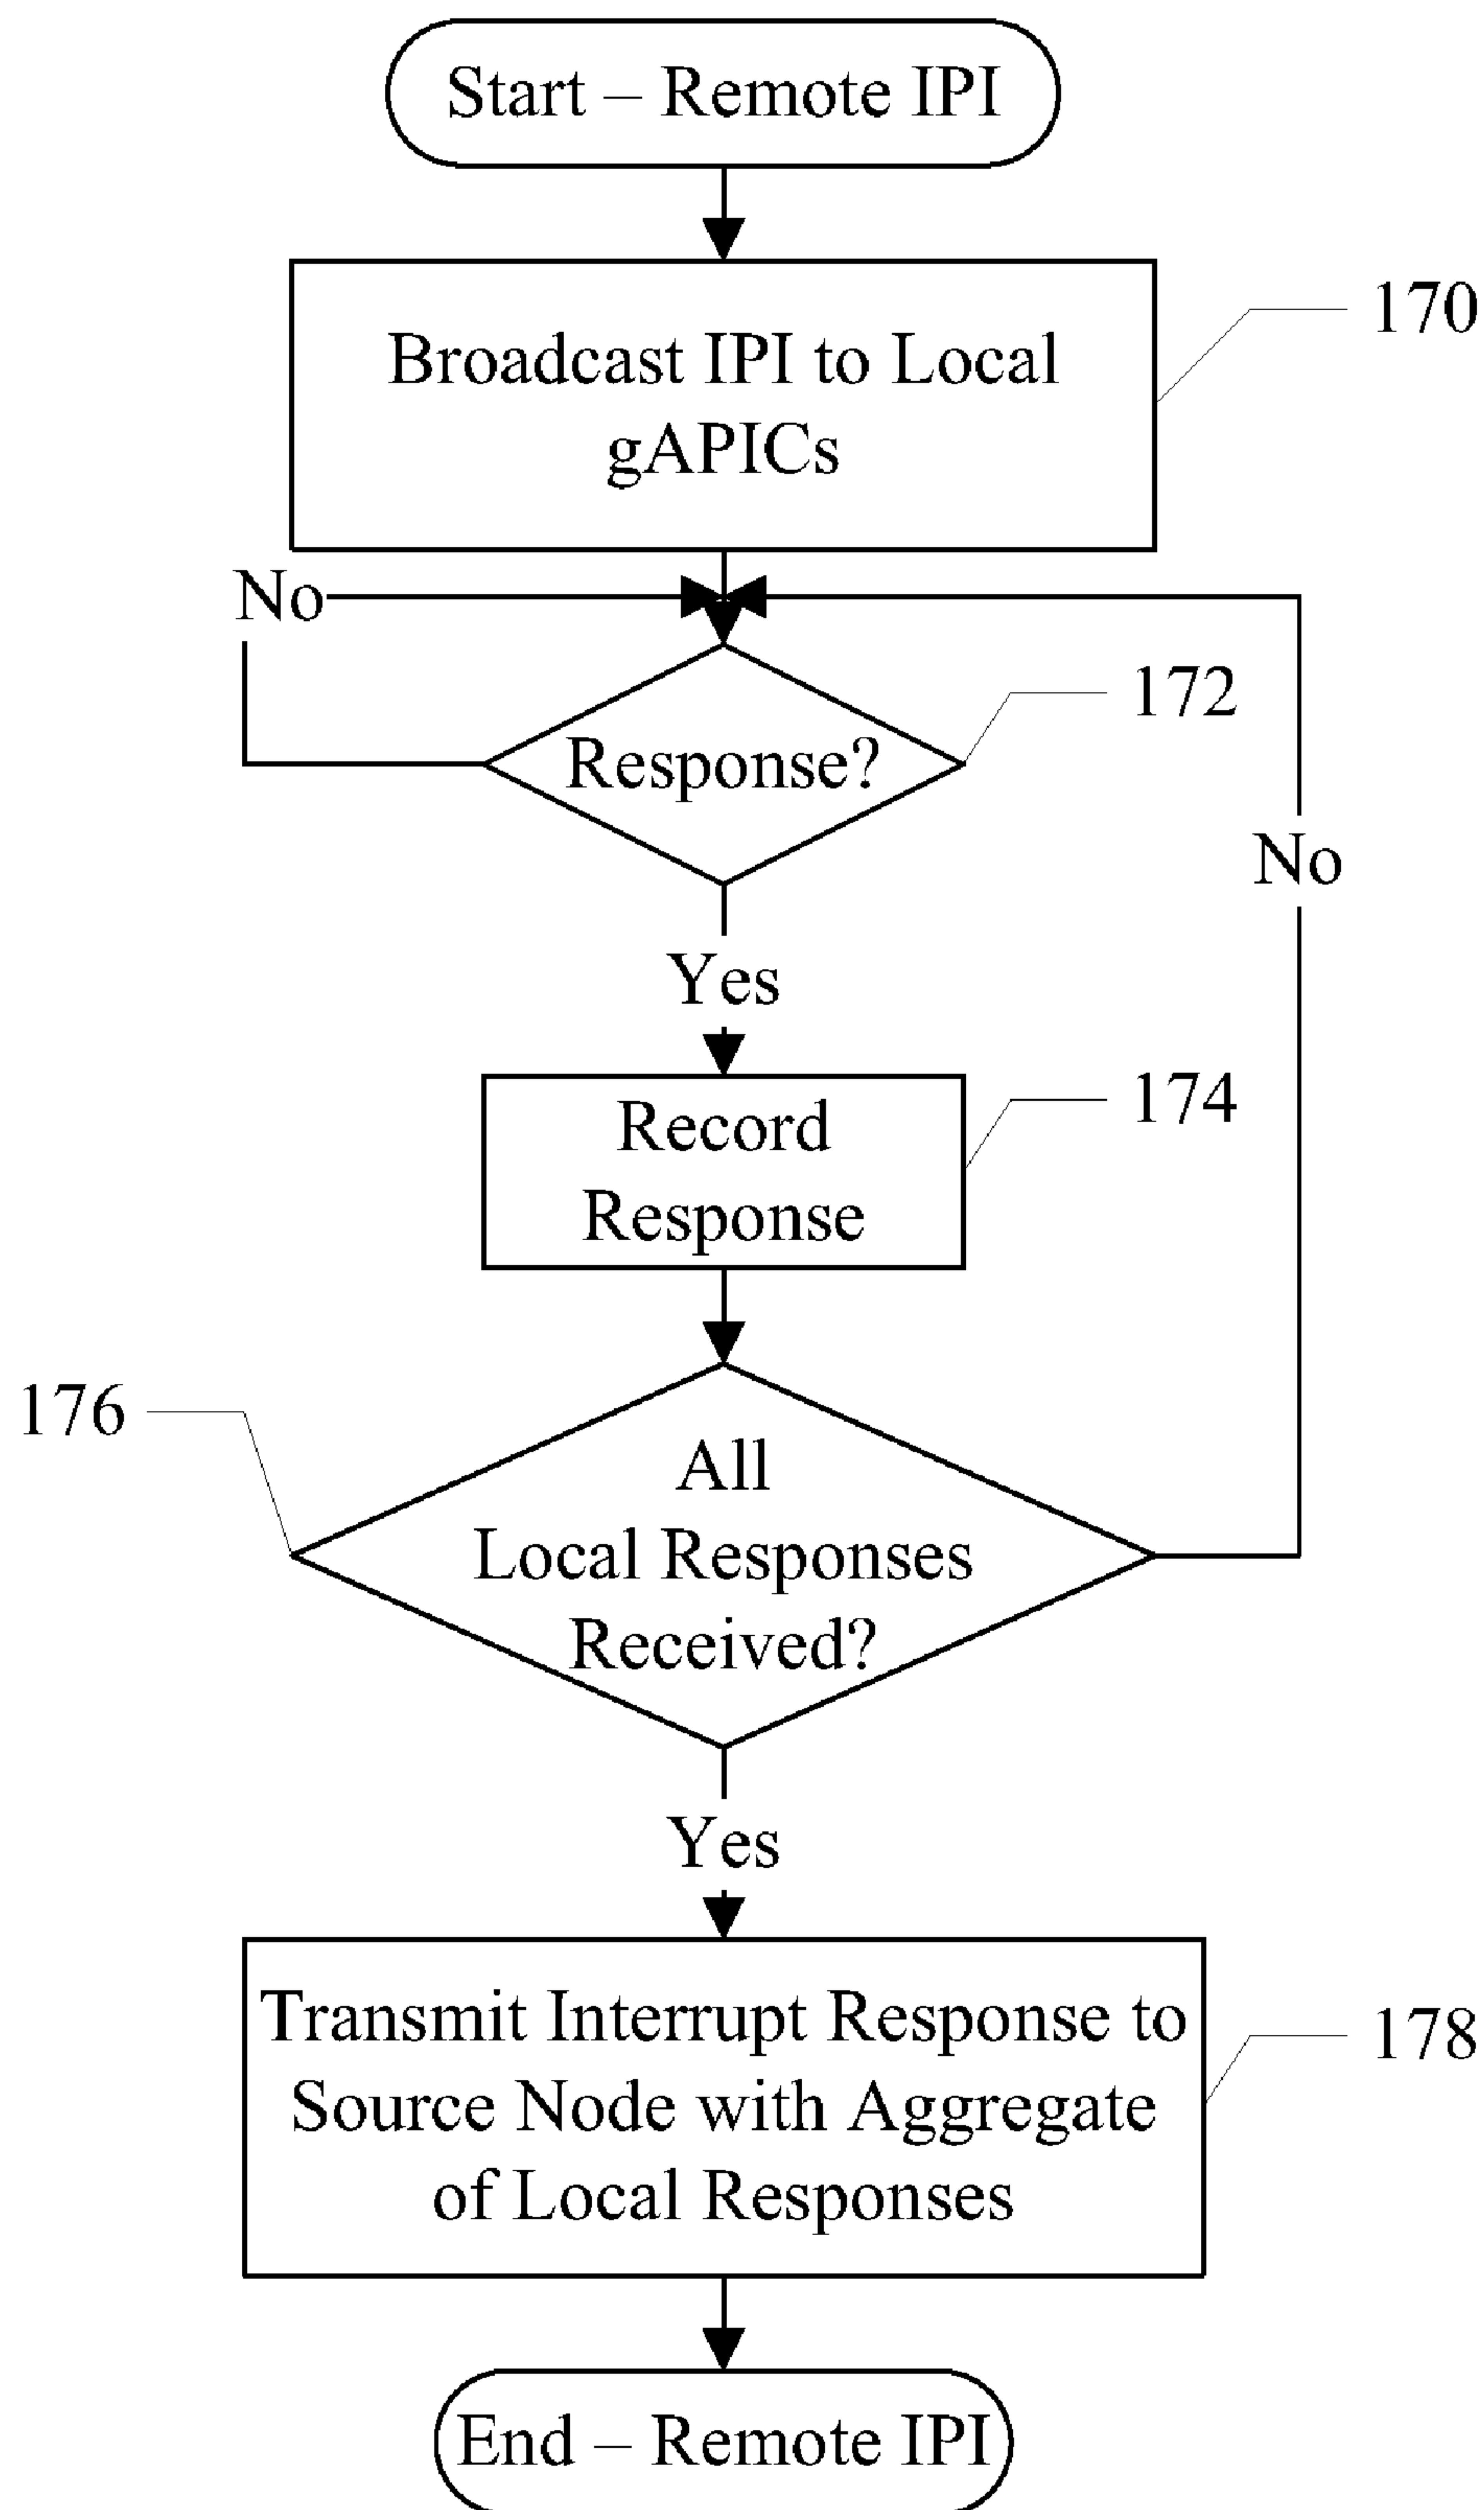 Start – Remote IPI
Broadcast IPI to Local
gAPICs
170
No
Response?
172
No
Yes
Record
Response
174
176
All
Local Responses
Received?
Yes
Transmit Interrupt Response to
Source Node with Aggregate
of Local Responses
178
End – Remote IPI